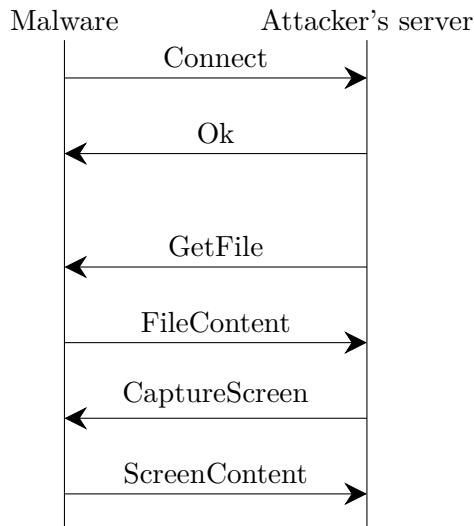 Malware
Attacker's server
Connect
Ok
GetFile
FileContent
CaptureScreen
ScreenContent